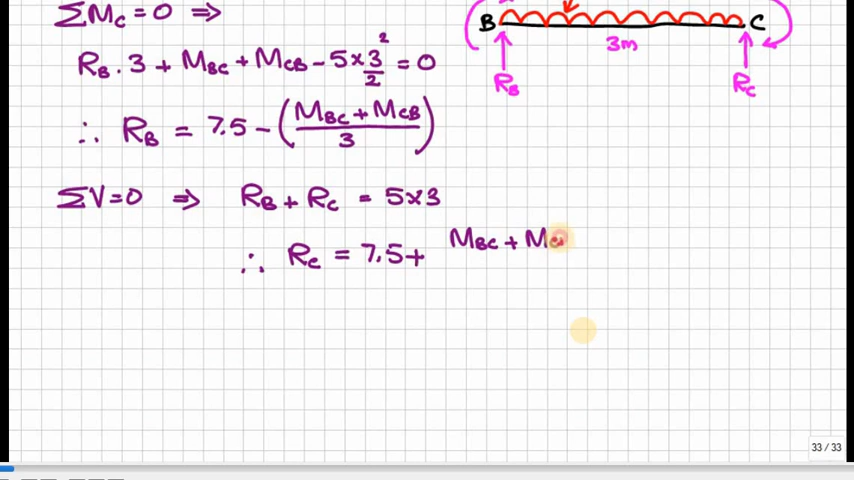 ΣM_C = 0 ⇒
B C
3m
R_B R_C
R_B . 3 + M_BC + M_CB - 5 × 3²/2 = 0
∴ R_B = 7.5 - (M_BC + M_CB / 3)
ΣV = 0 ⇒ R_B + R_C = 5×3
∴ R_C = 7.5 + M_BC + M
33 / 33